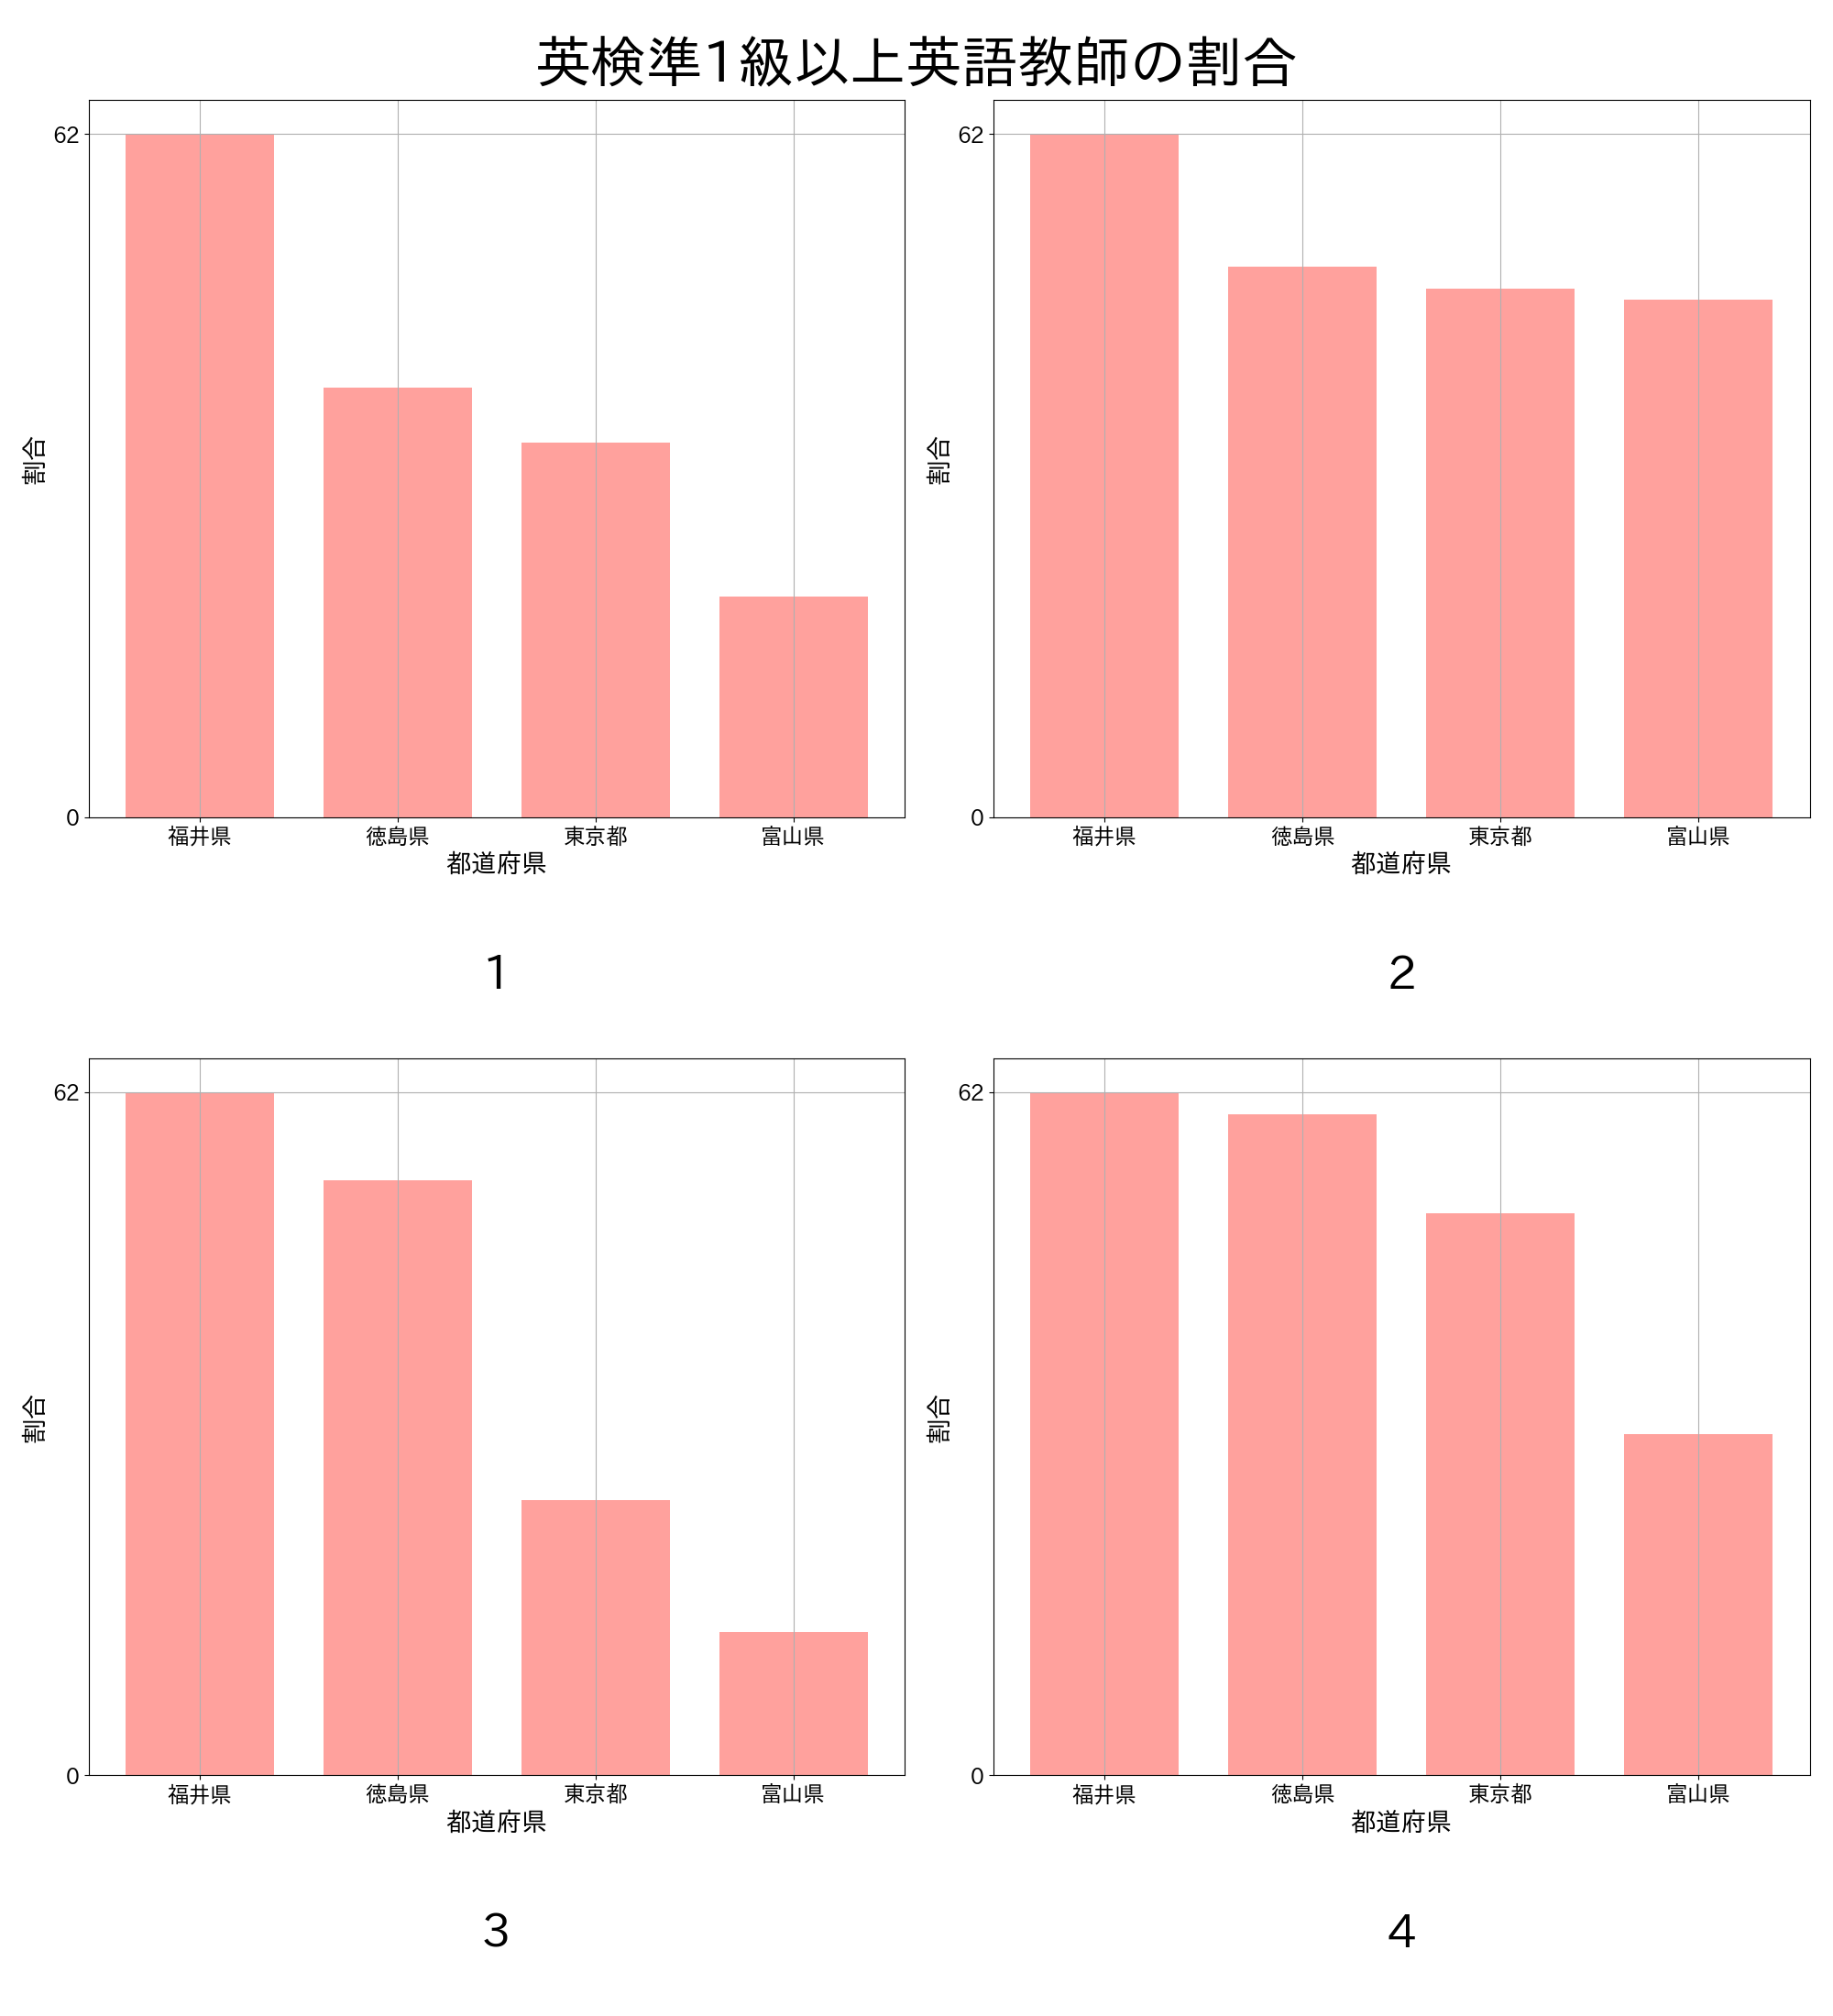 英検準1級以上英語教師の割合
62
0
割合
福井県 徳島県 東京都 富山県
都道府県
1
62
0
割合
福井県 徳島県 東京都 富山県
都道府県
2
62
0
割合
福井県 徳島県 東京都 富山県
都道府県
3
62
0
割合
福井県 徳島県 東京都 富山県
都道府県
4